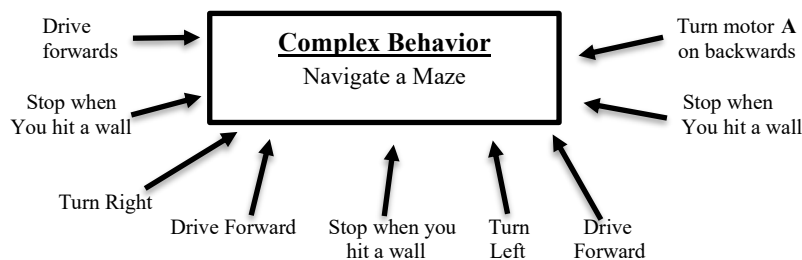 Drive
forwards
Complex Behavior
Navigate a Maze
Turn motor A
on backwards
Stop when
You hit a wall
Stop when
You hit a wall
Turn Right
Drive Forward
Stop when you
hit a wall
Turn
Left
Drive
Forward